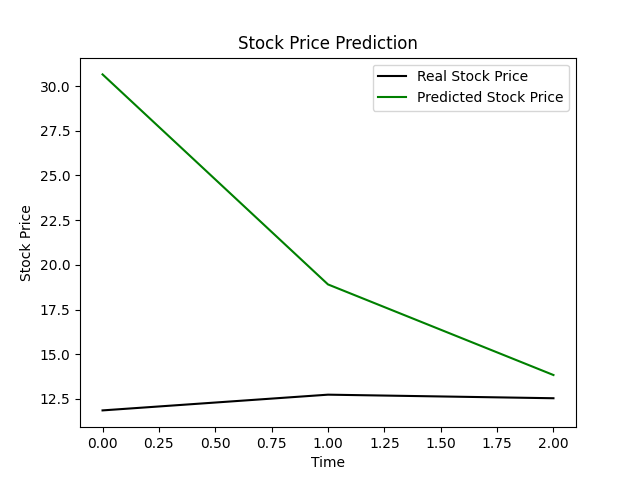 Stock Price Prediction
Real Stock Price
Predicted Stock Price
30.0
27.5
25.0
22.5
20.0
17.5
15.0
12.5
Stock Price
0.00 0.25 0.50 0.75 1.00 1.25 1.50 1.75 2.00
Time